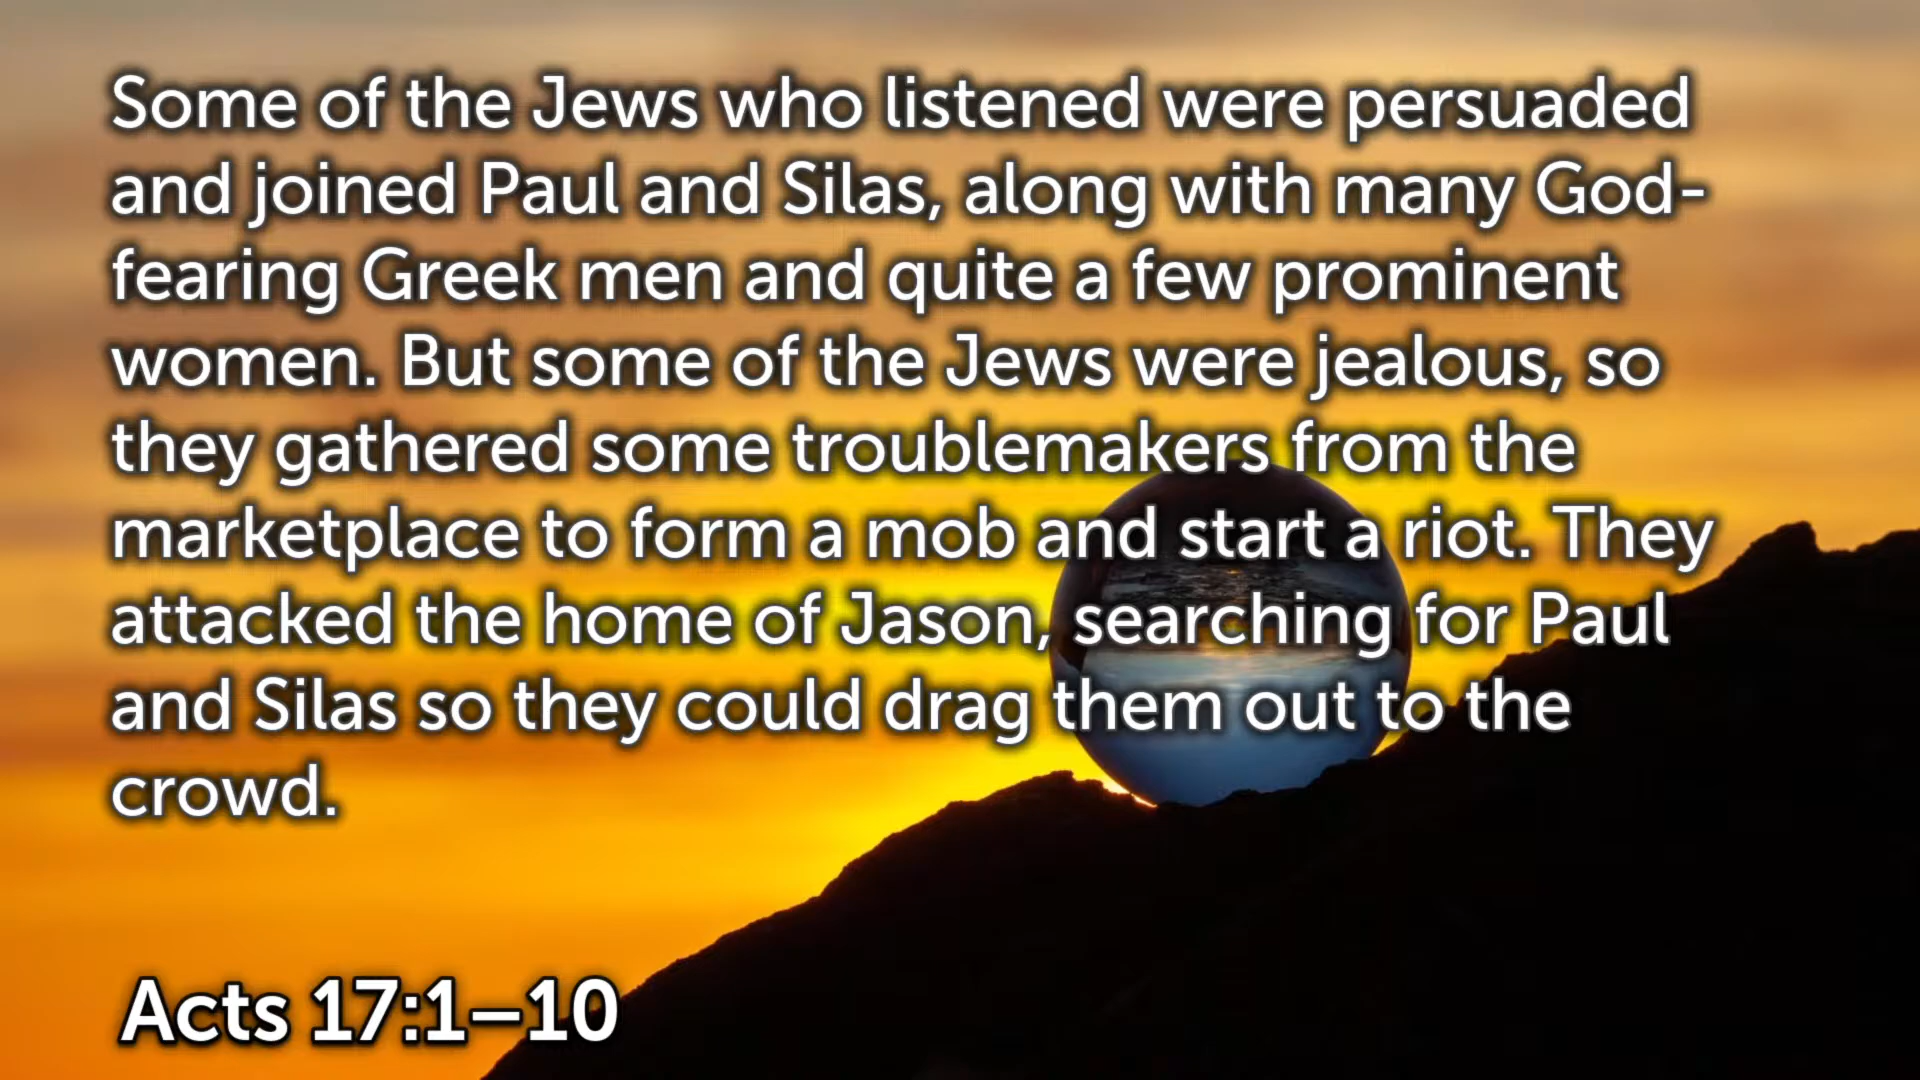 Some of the Jews who listened were persuaded
and joined Paul and Silas, along with many God-
fearing Greek men and quite a few prominent
women. But some of the Jews were jealous, so
they gathered some troublemakers from the
marketplace to form a mob and start a riot. They
attacked the home of Jason, searching for Paul
and Silas so they could drag them out to the
crowd.
Acts 17:1–10